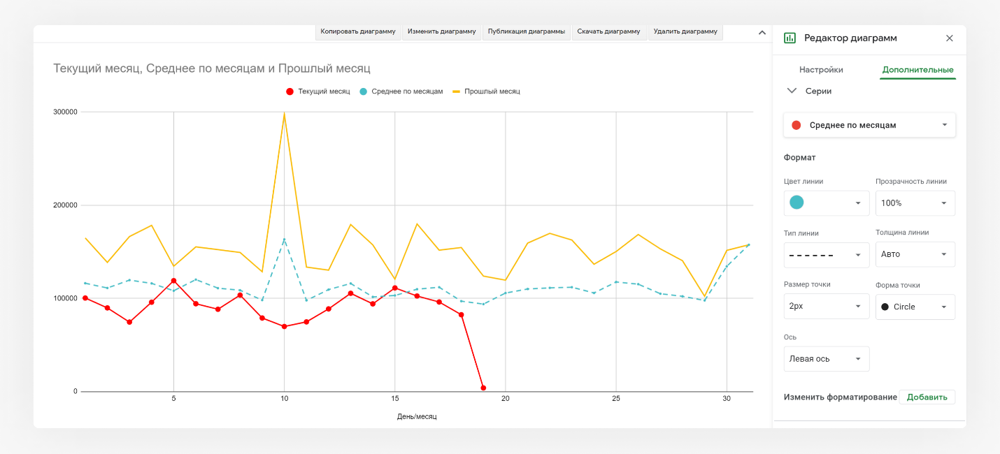 Копировать диаграмму Изменить диаграмму Публикация диаграммы Скачать диаграмму Удалить диаграмму
Текущий месяц, Среднее по месяцам и Прошлый месяц
Текущий месяц Среднее по месяцам Прошлый месяц
300000
200000
100000
0
5 10 15 20 25 30
День/месяц
Редактор диаграмм
Настройки Дополнительные
Серии
Среднее по месяцам
Формат
Цвет линии Прозрачность линии
100%
Тип линии Толщина линии
Авто
Размер точки Форма точки
2px Circle
Ось
Левая ось
Изменить форматирование Добавить